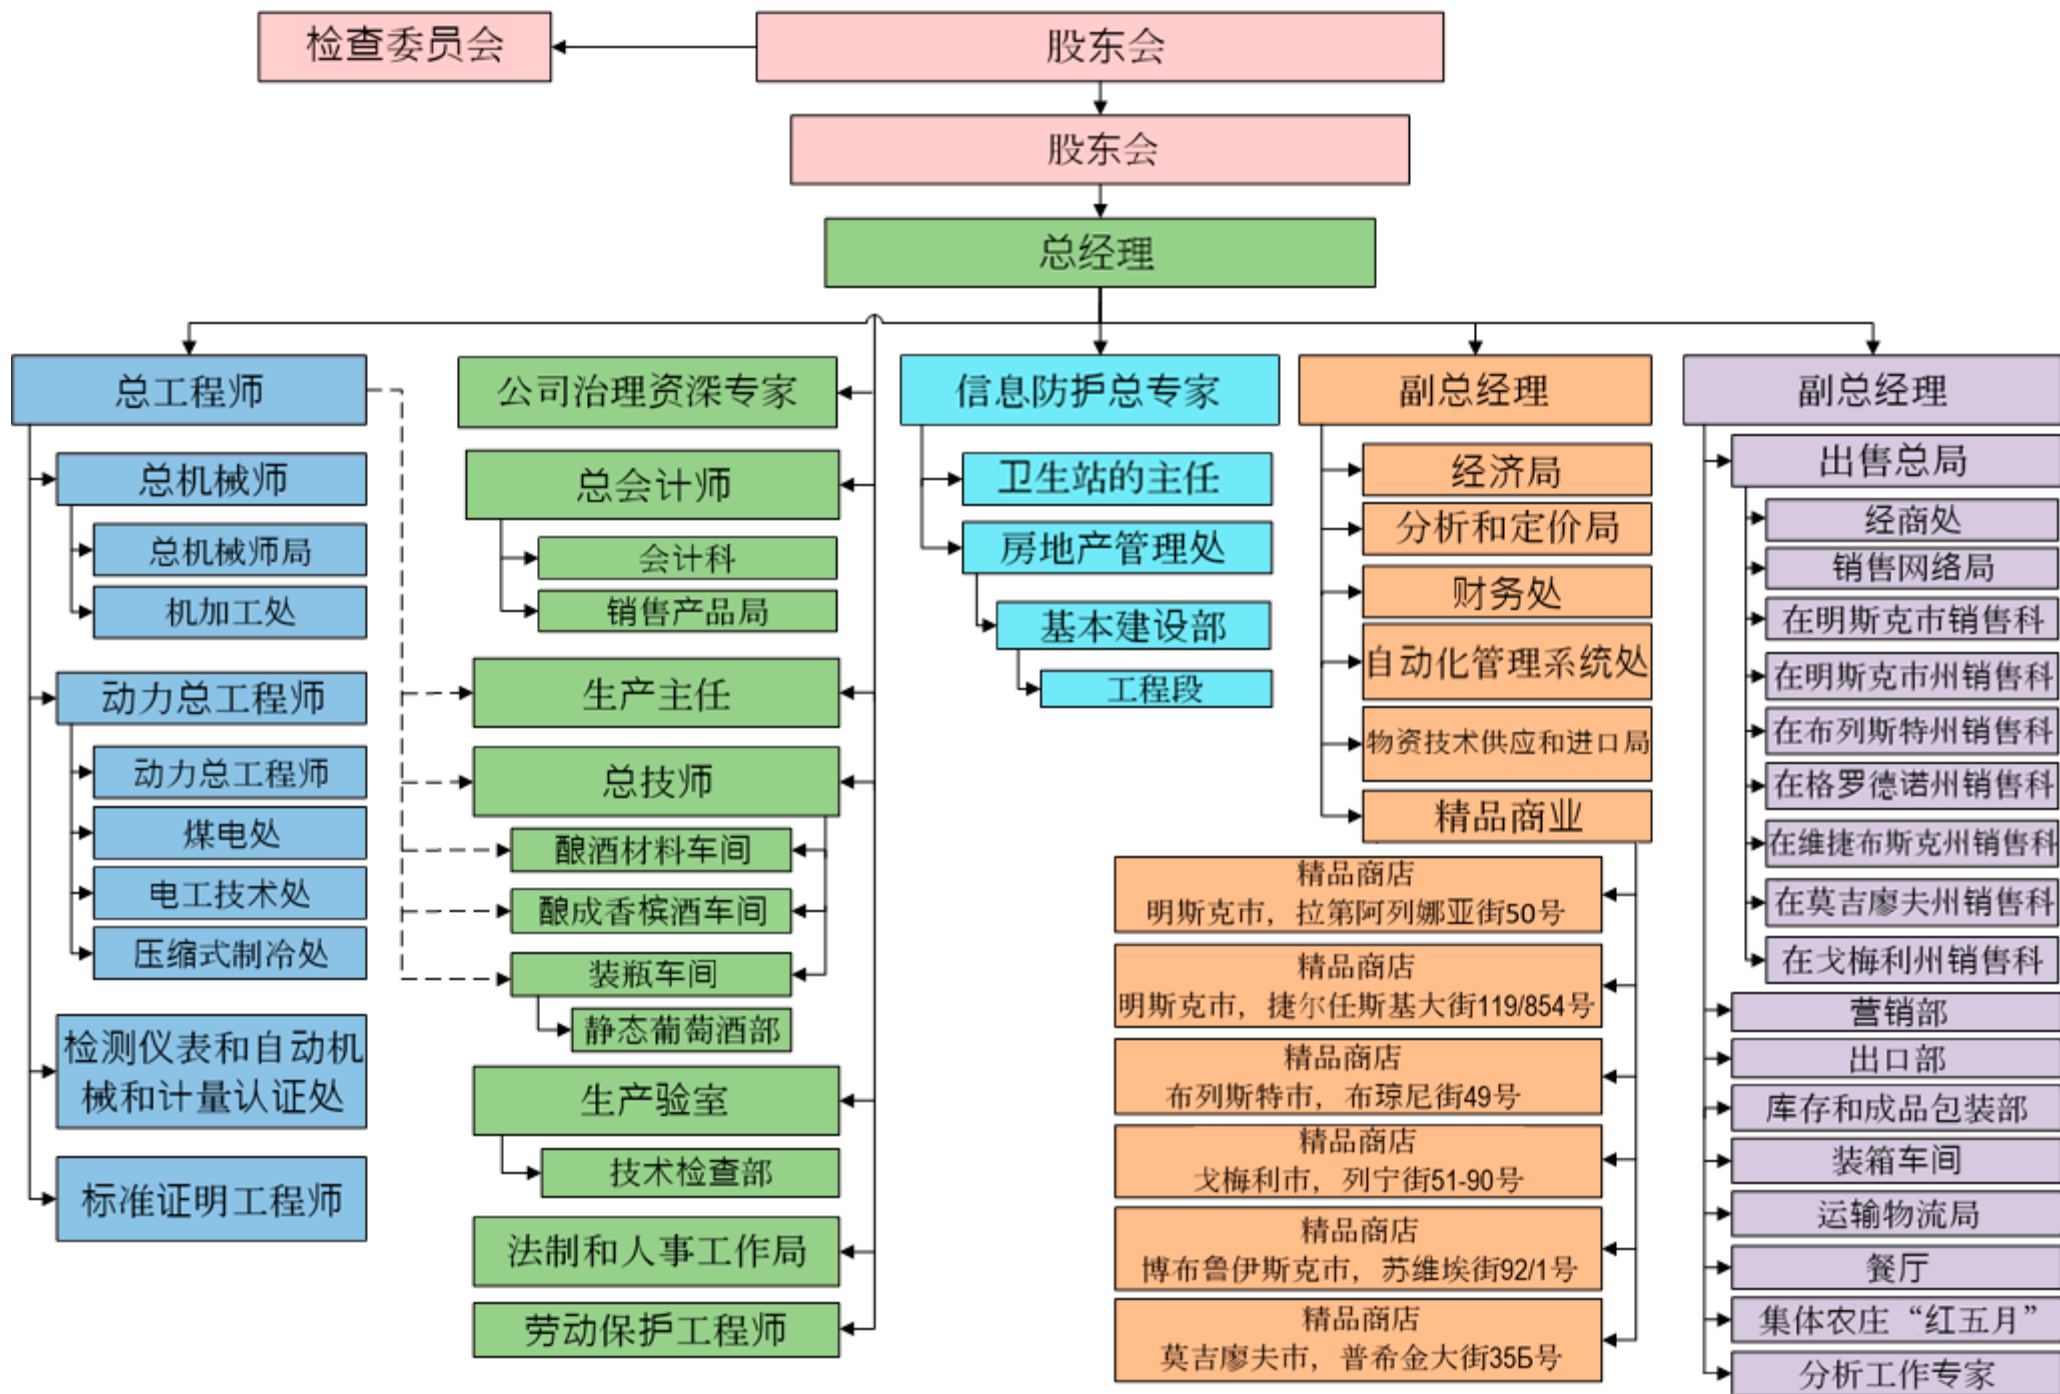 检查委员会
股东会
股东会
总经理
总工程师
总机械师
总机械师局
机加工处
动力总工程师
动力总工程师
煤电处
电工技术处
压缩式制冷处
检测仪表和自动机
械和计量认证处
标准证明工程师
公司治理资深专家
总会计师
会计科
销售产品局
生产主任
总技师
酿酒材料车间
酿成香槟酒车间
装瓶车间
静态葡萄酒部
生产验室
技术检查部
法制和人事工作局
劳动保护工程师
信息防护总专家
卫生站的主任
房地产管理处
基本建设部
工程段
副总经理
经济局
分析和定价局
财务处
自动化管理系统处
物资技术供应和进口局
精品商业
精品商店
明斯克市，拉第阿列娜亚街50号
精品商店
明斯克市，捷尔任斯基大街119/854号
精品商店
布列斯特市，布琼尼街49号
精品商店
戈梅利市，列宁街51-90号
精品商店
博布鲁伊斯克市，苏维埃街92/1号
精品商店
莫吉廖夫市，普希金大街35Б号
副总经理
出售总局
经商处
销售网络局
在明斯克市销售科
在明斯克市州销售科
在布列斯特州销售科
在格罗德诺州销售科
在维捷布斯克州销售科
在莫吉廖夫州销售科
在戈梅利州销售科
营销部
出口部
库存和成品包装部
装箱车间
运输物流局
餐厅
集体农庄“红五月”
分析工作专家